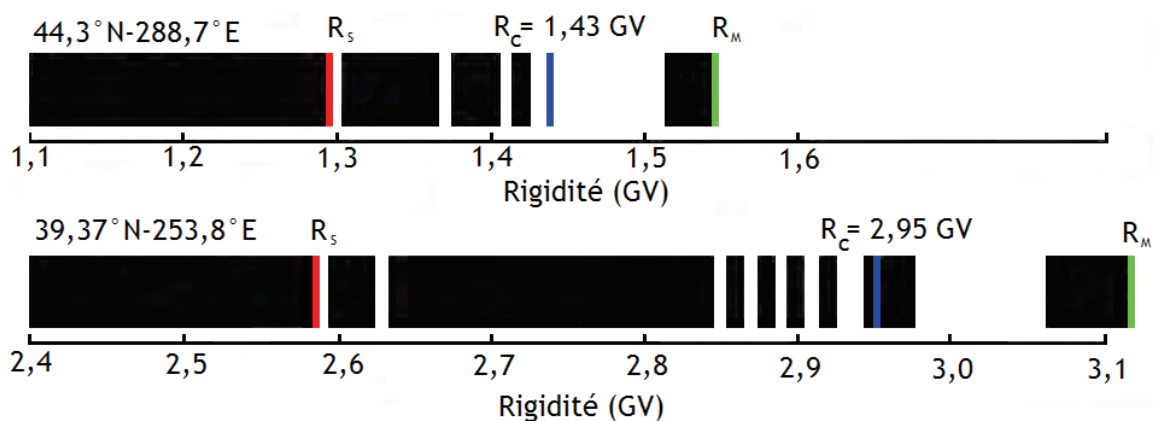 44,3°N-288,7°E Rₛ R_C= 1,43 GV R_M
1,1 1,2 1,3 1,4 1,5 1,6
Rigidité (GV)
39,37°N-253,8°E Rₛ R_C= 2,95 GV R_M
2,4 2,5 2,6 2,7 2,8 2,9 3,0 3,1
Rigidité (GV)